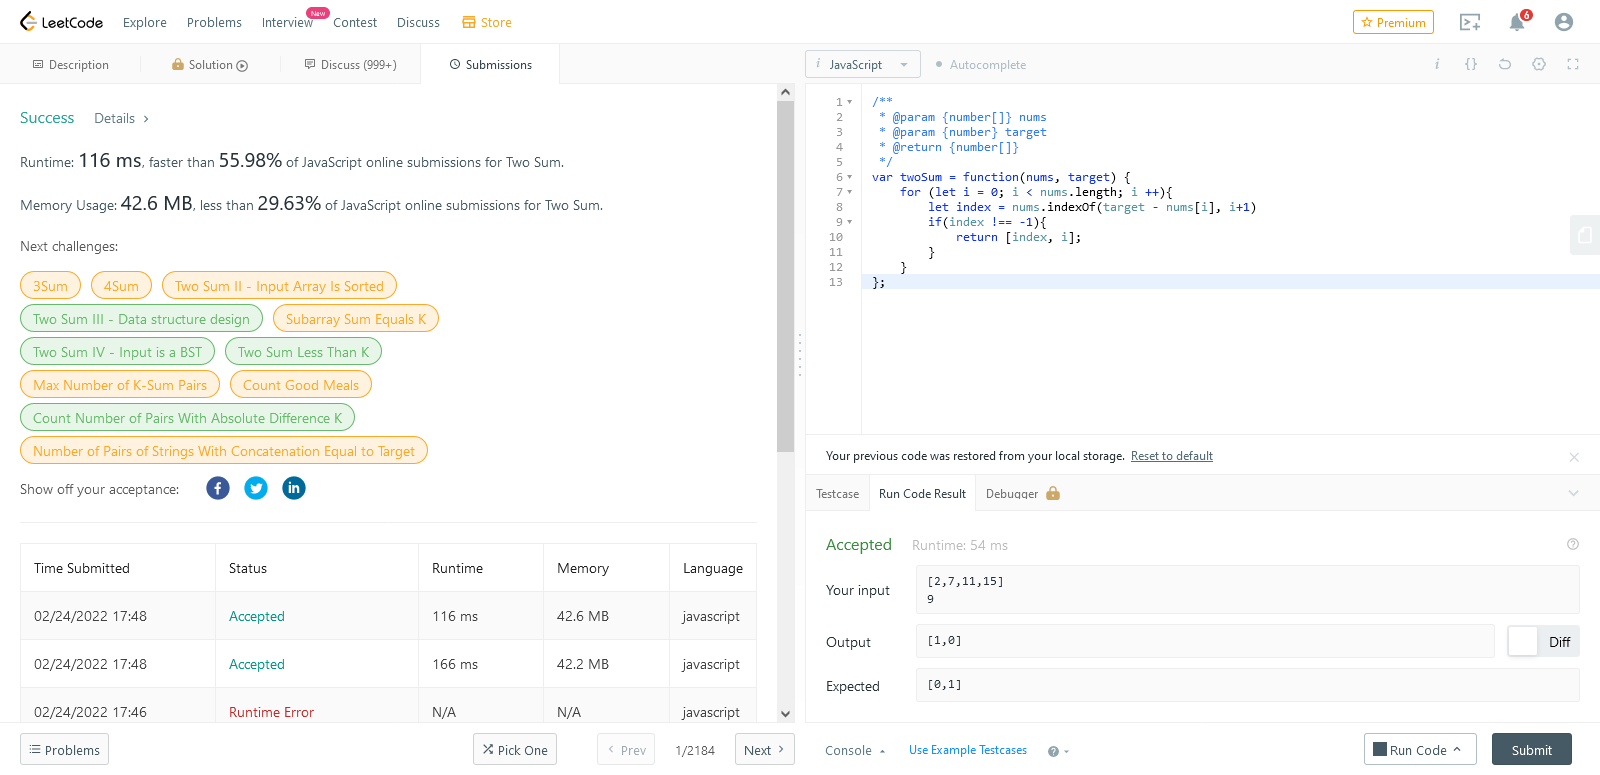 LeetCode Explore Problems Interview New Contest Discuss Store Premium 6
Description Solution Discuss (999+) Submissions
Success Details >
Runtime: 116 ms, faster than 55.98% of JavaScript online submissions for Two Sum.
Memory Usage: 42.6 MB, less than 29.63% of JavaScript online submissions for Two Sum.
Next challenges:
3Sum 4Sum Two Sum II - Input Array Is Sorted
Two Sum III - Data structure design Subarray Sum Equals K
Two Sum IV - Input is a BST Two Sum Less Than K
Max Number of K-Sum Pairs Count Good Meals
Count Number of Pairs With Absolute Difference K
Number of Pairs of Strings With Concatenation Equal to Target
Show off your acceptance:
Time Submitted Status Runtime Memory Language
02/24/2022 17:48 Accepted 116 ms 42.6 MB javascript
02/24/2022 17:48 Accepted 166 ms 42.2 MB javascript
02/24/2022 17:46 Runtime Error N/A N/A javascript
Problems Pick One < Prev 1/2184 Next >
i JavaScript Autocomplete i {}
1 /**
2 * @param {number[]} nums
3 * @param {number} target
4 * @return {number[]}
5 */
6 var twoSum = function(nums, target) {
7 for (let i = 0; i < nums.length; i ++){
8 let index = nums.indexOf(target - nums[i], i+1)
9 if(index !== -1){
10 return [index, i];
11 }
12 }
13 };
Your previous code was restored from your local storage. Reset to default
Testcase Run Code Result Debugger
Accepted Runtime: 54 ms
Your input
[2,7,11,15]
9
Output [1,0] Diff
Expected [0,1]
Console Use Example Testcases Run Code Submit